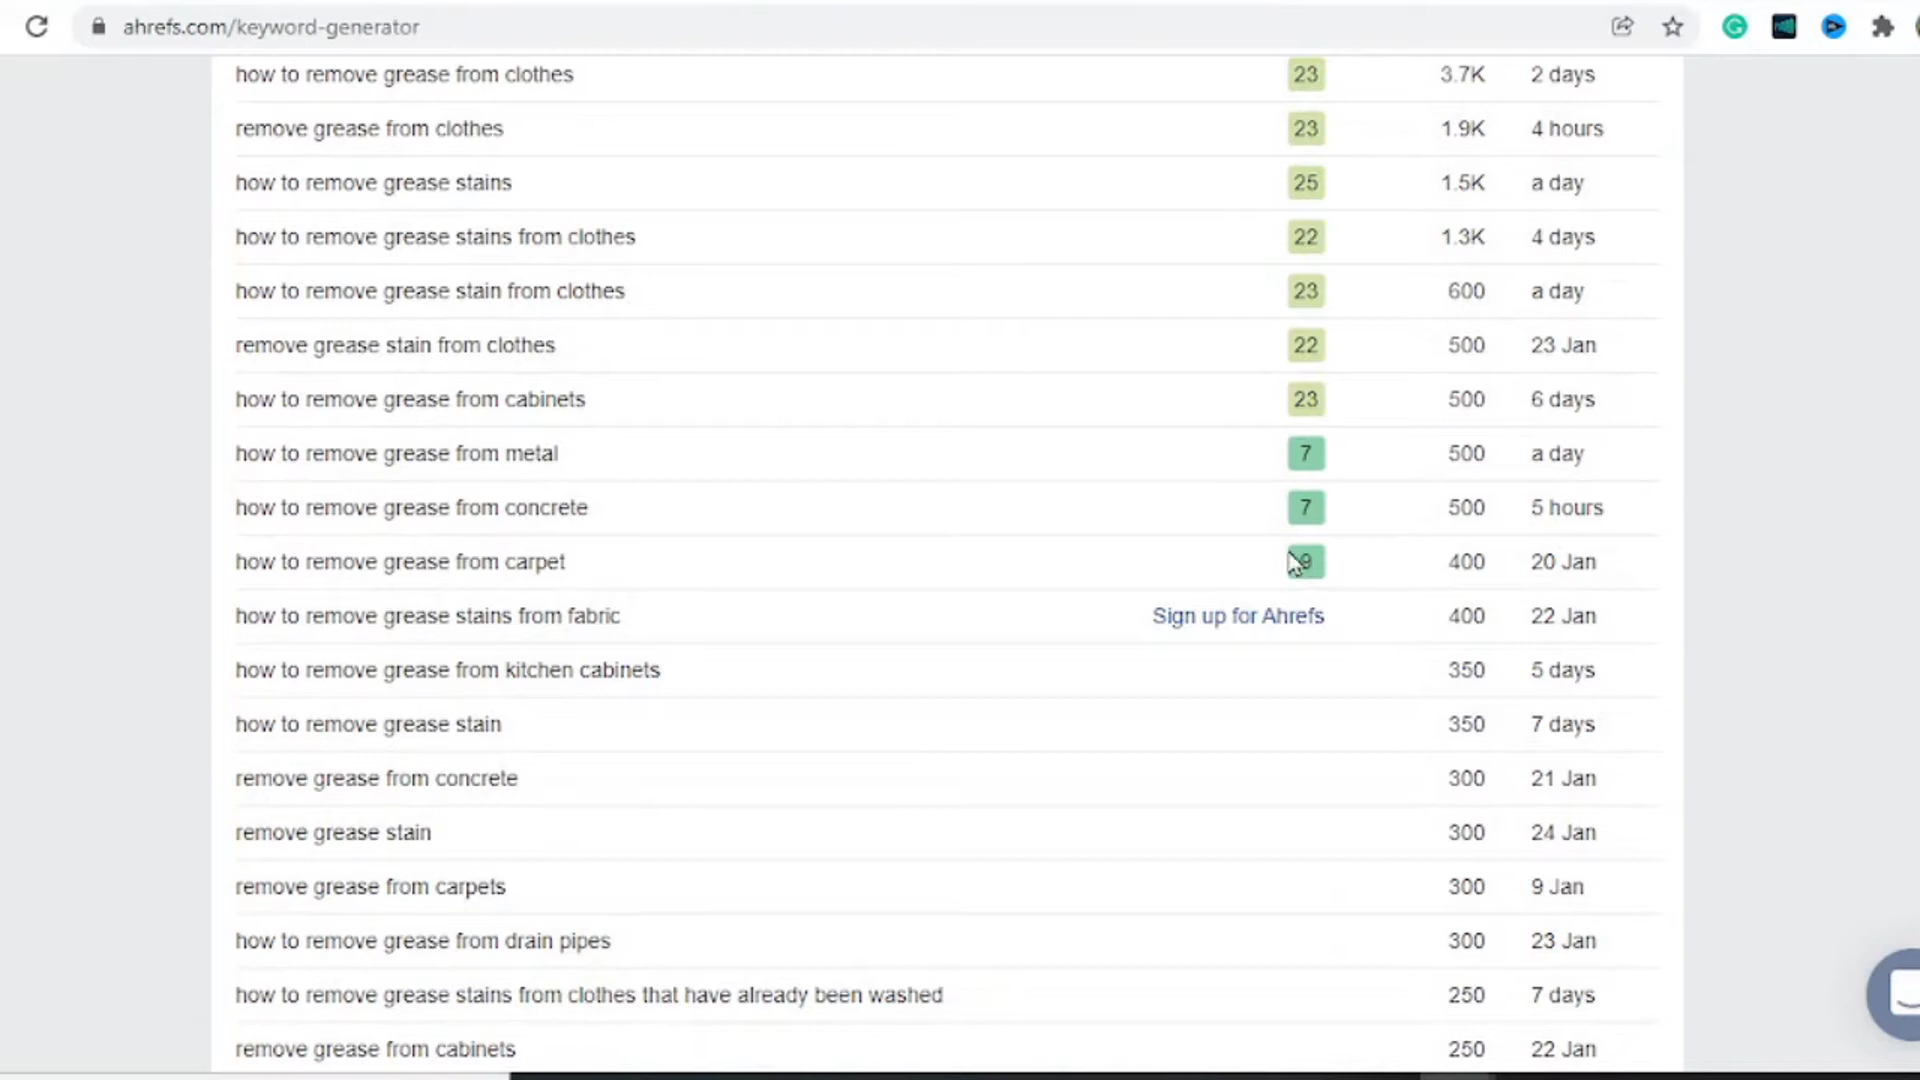 ahrefs.com/keyword-generator
how to remove grease from clothes 23 3.7K 2 days
remove grease from clothes 23 1.9K 4 hours
how to remove grease stains 25 1.5K a day
how to remove grease stains from clothes 22 1.3K 4 days
how to remove grease stain from clothes 23 600 a day
remove grease stain from clothes 22 500 23 Jan
how to remove grease from cabinets 23 500 6 days
how to remove grease from metal 7 500 a day
how to remove grease from concrete 7 500 5 hours
how to remove grease from carpet 9 400 20 Jan
how to remove grease stains from fabric Sign up for Ahrefs 400 22 Jan
how to remove grease from kitchen cabinets 350 5 days
how to remove grease stain 350 7 days
remove grease from concrete 300 21 Jan
remove grease stain 300 24 Jan
remove grease from carpets 300 9 Jan
how to remove grease from drain pipes 300 23 Jan
how to remove grease stains from clothes that have already been washed 250 7 days
remove grease from cabinets 250 22 Jan